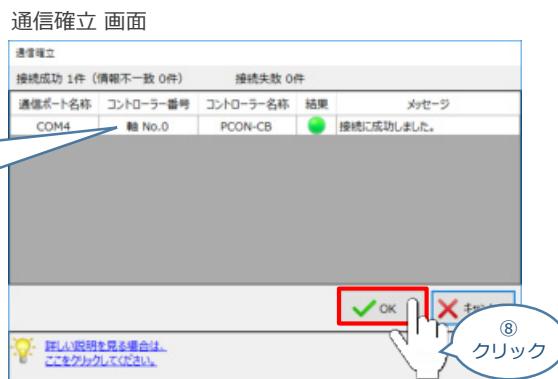 通信確立 画面
通信確立
接続成功 1件（情報不一致 0件） 接続失敗 0件
通信ポート名称 コントローラー番号 コントローラー名称 結果 メッセージ
COM4 軸 No.0 PCON-CB 接続に成功しました。
OK
⑧
クリック
詳しい説明を見る場合は、
ここをクリックしてください。